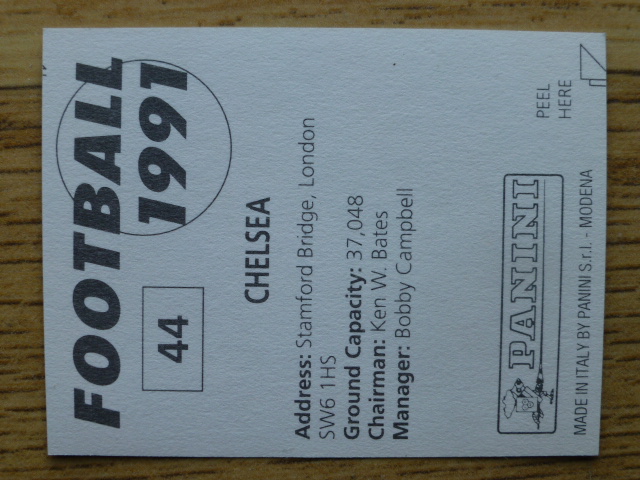 FOOTBALL
1991
44
CHELSEA
Address: Stamford Bridge, London
SW6 1HS
Ground Capacity: 37,048
Chairman: Ken W. Bates
Manager: Bobby Campbell
PANINI
MADE IN ITALY BY PANINI S.r.l. - MODENA
PEEL
HERE